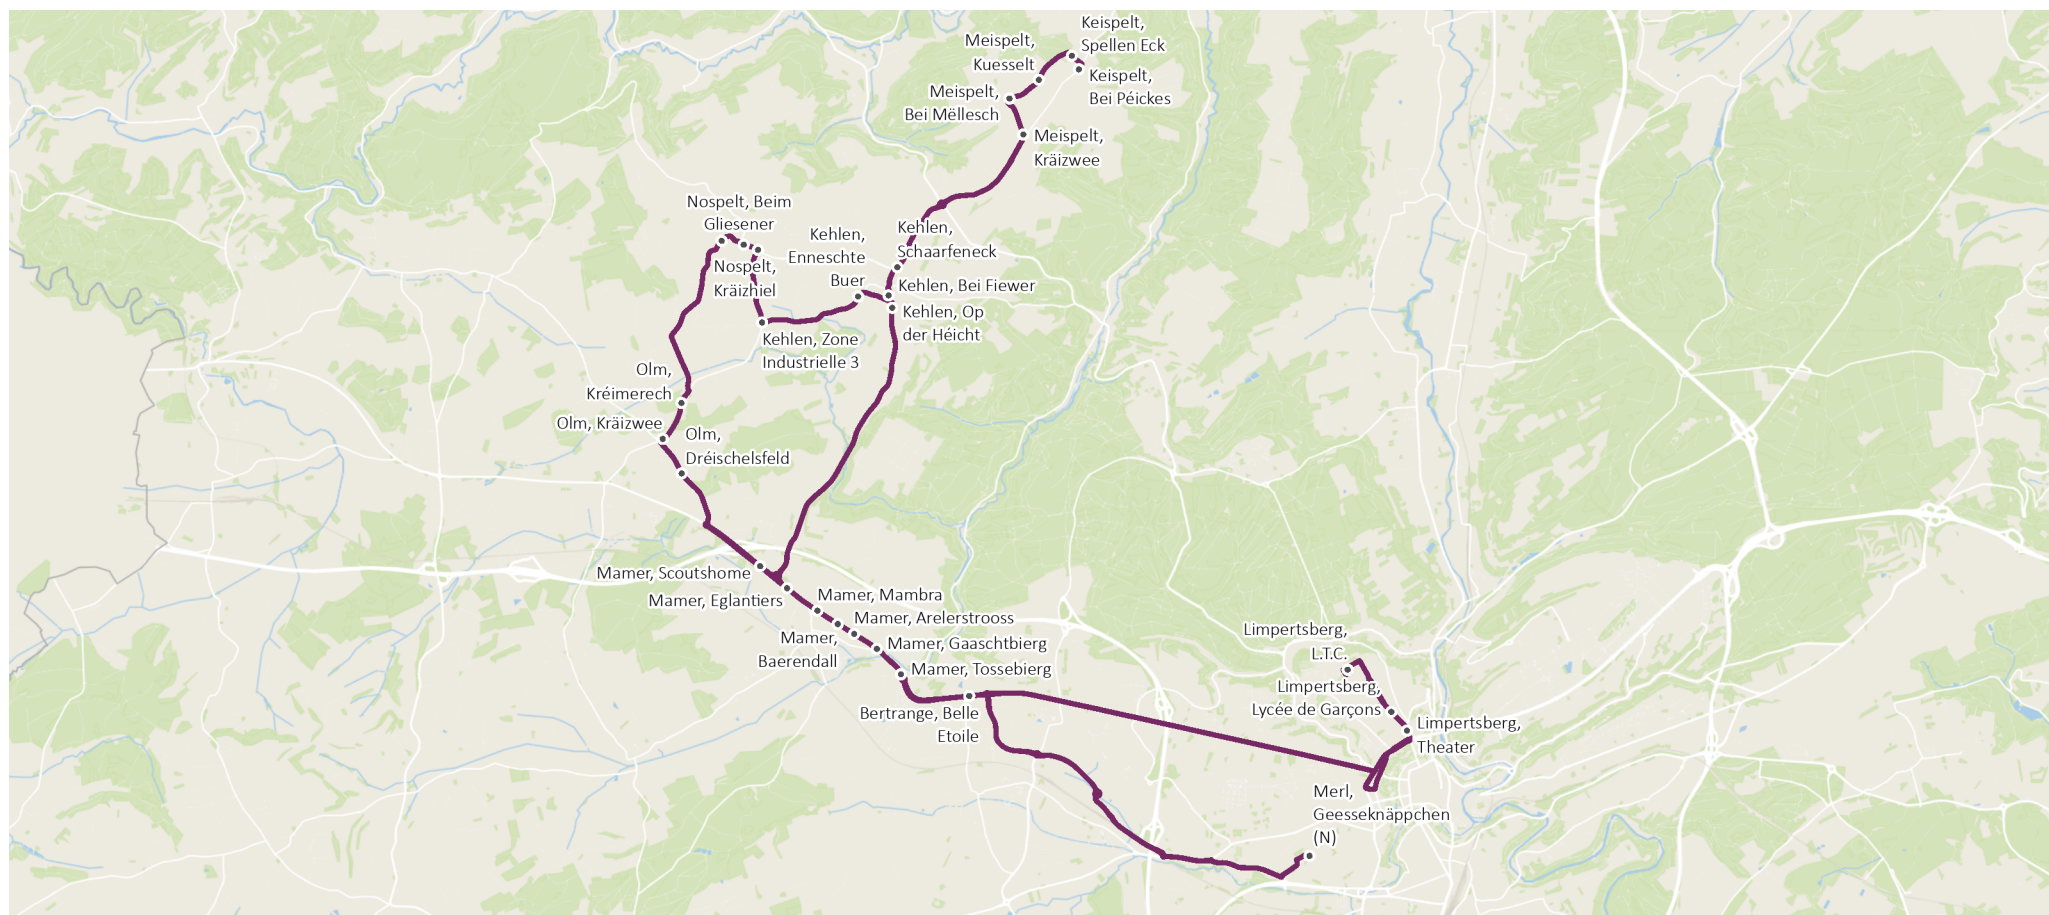 Keispelt,
Spellen Eck
Meispelt,
Kuesselt
Keispelt,
Bei Péickes
Meispelt,
Bei Mëllesch
Meispelt,
Kräizwee
Nospelt, Beim
Gliesener
Kehlen,
Schaarfeneck
Kehlen,
Enneschte
Buer
Nospelt,
Kräizhiel
Kehlen, Bei Fiewer
Kehlen, Op
der Héicht
Kehlen, Zone
Industrielle 3
Olm,
Kréimerech
Olm, Kräizwee
Olm,
Dréischelsfeld
Mamer, Scoutshome
Mamer, Eglantiers
Mamer, Mambra
Mamer, Arelerstrooss
Mamer,
Baerendall
Mamer, Gaaschtbierg
Mamer, Tossebierg
Limpertsberg,
L.T.C.
Limpertsberg,
Lycée de Garçons
Bertrange, Belle
Etoile
Limpertsberg,
Theater
Merl,
Geesseknäppchen
(N)